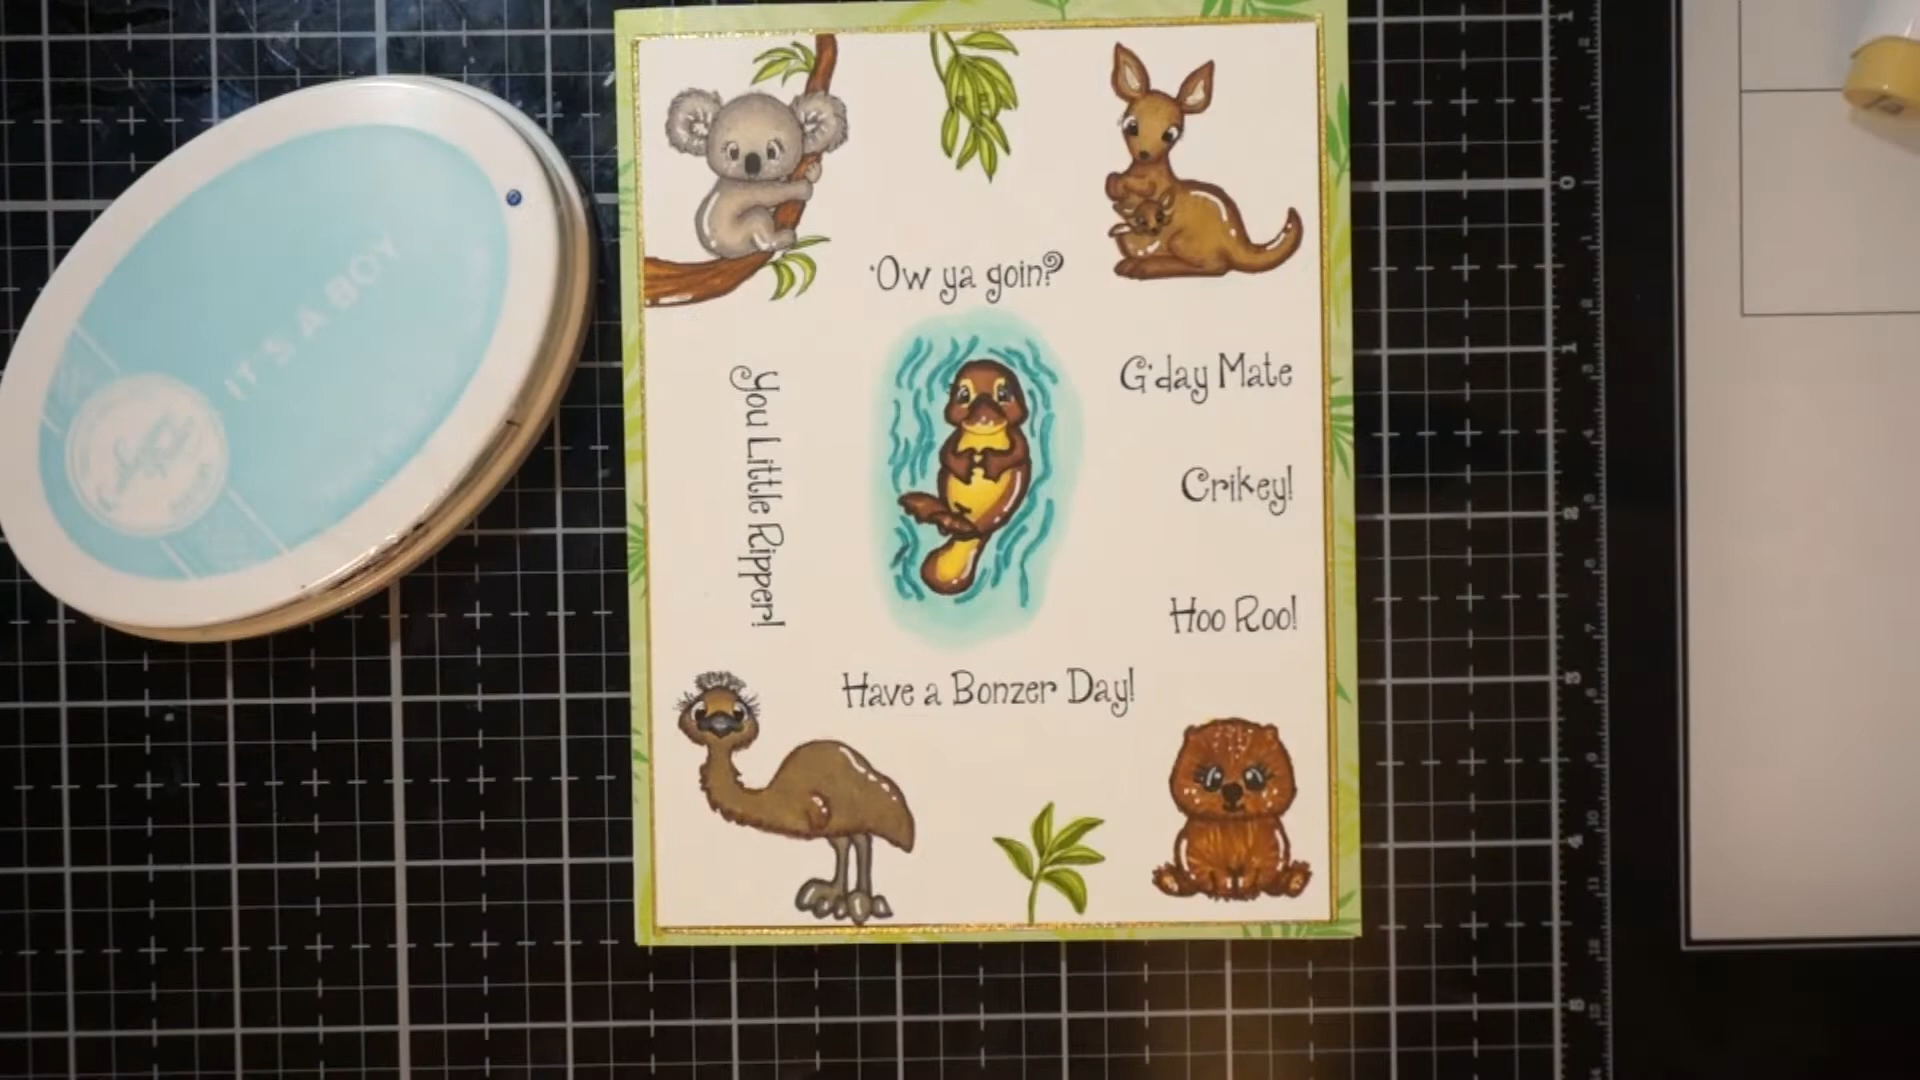 IT'S A BOY
'Ow ya goin?
You Little Ripper!
G'day Mate
Crikey!
Hoo Roo!
Have a Bonzer Day!